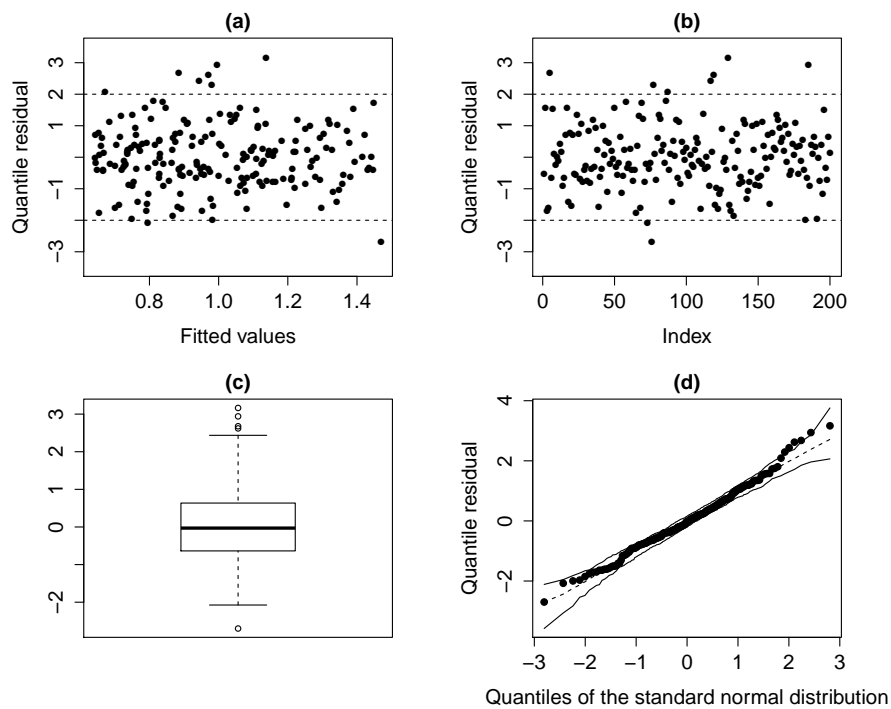 (a)
Quantile residual
3
2
1
−1
−3
0.8 1.0 1.2 1.4
Fitted values
(b)
Quantile residual
3
2
1
−1
−3
0 50 100 150 200
Index
(c)
3
2
1
0
−2
(d)
Quantile residual
4
2
0
−2
−3 −2 −1 0 1 2 3
Quantiles of the standard normal distribution